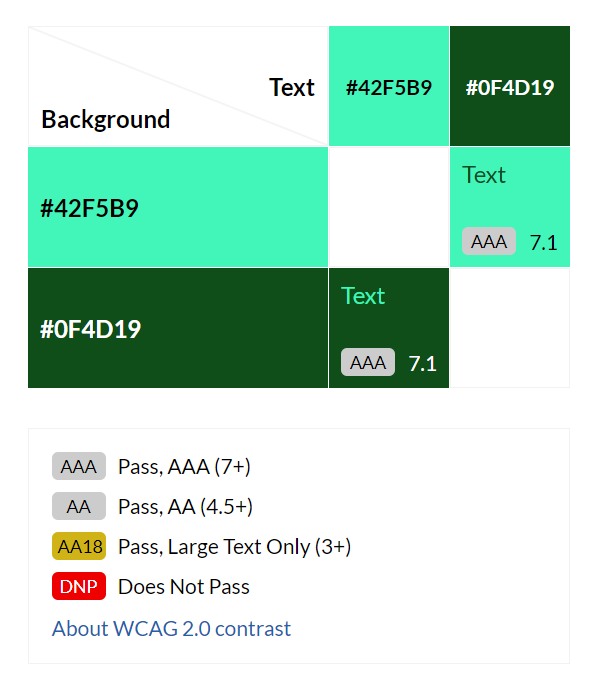 Text
Background
#42F5B9
#0F4D19
#42F5B9
Text
AAA 7.1
#0F4D19
Text
AAA 7.1
AAA Pass, AAA (7+)
AA Pass, AA (4.5+)
AA18 Pass, Large Text Only (3+)
DNP Does Not Pass
About WCAG 2.0 contrast